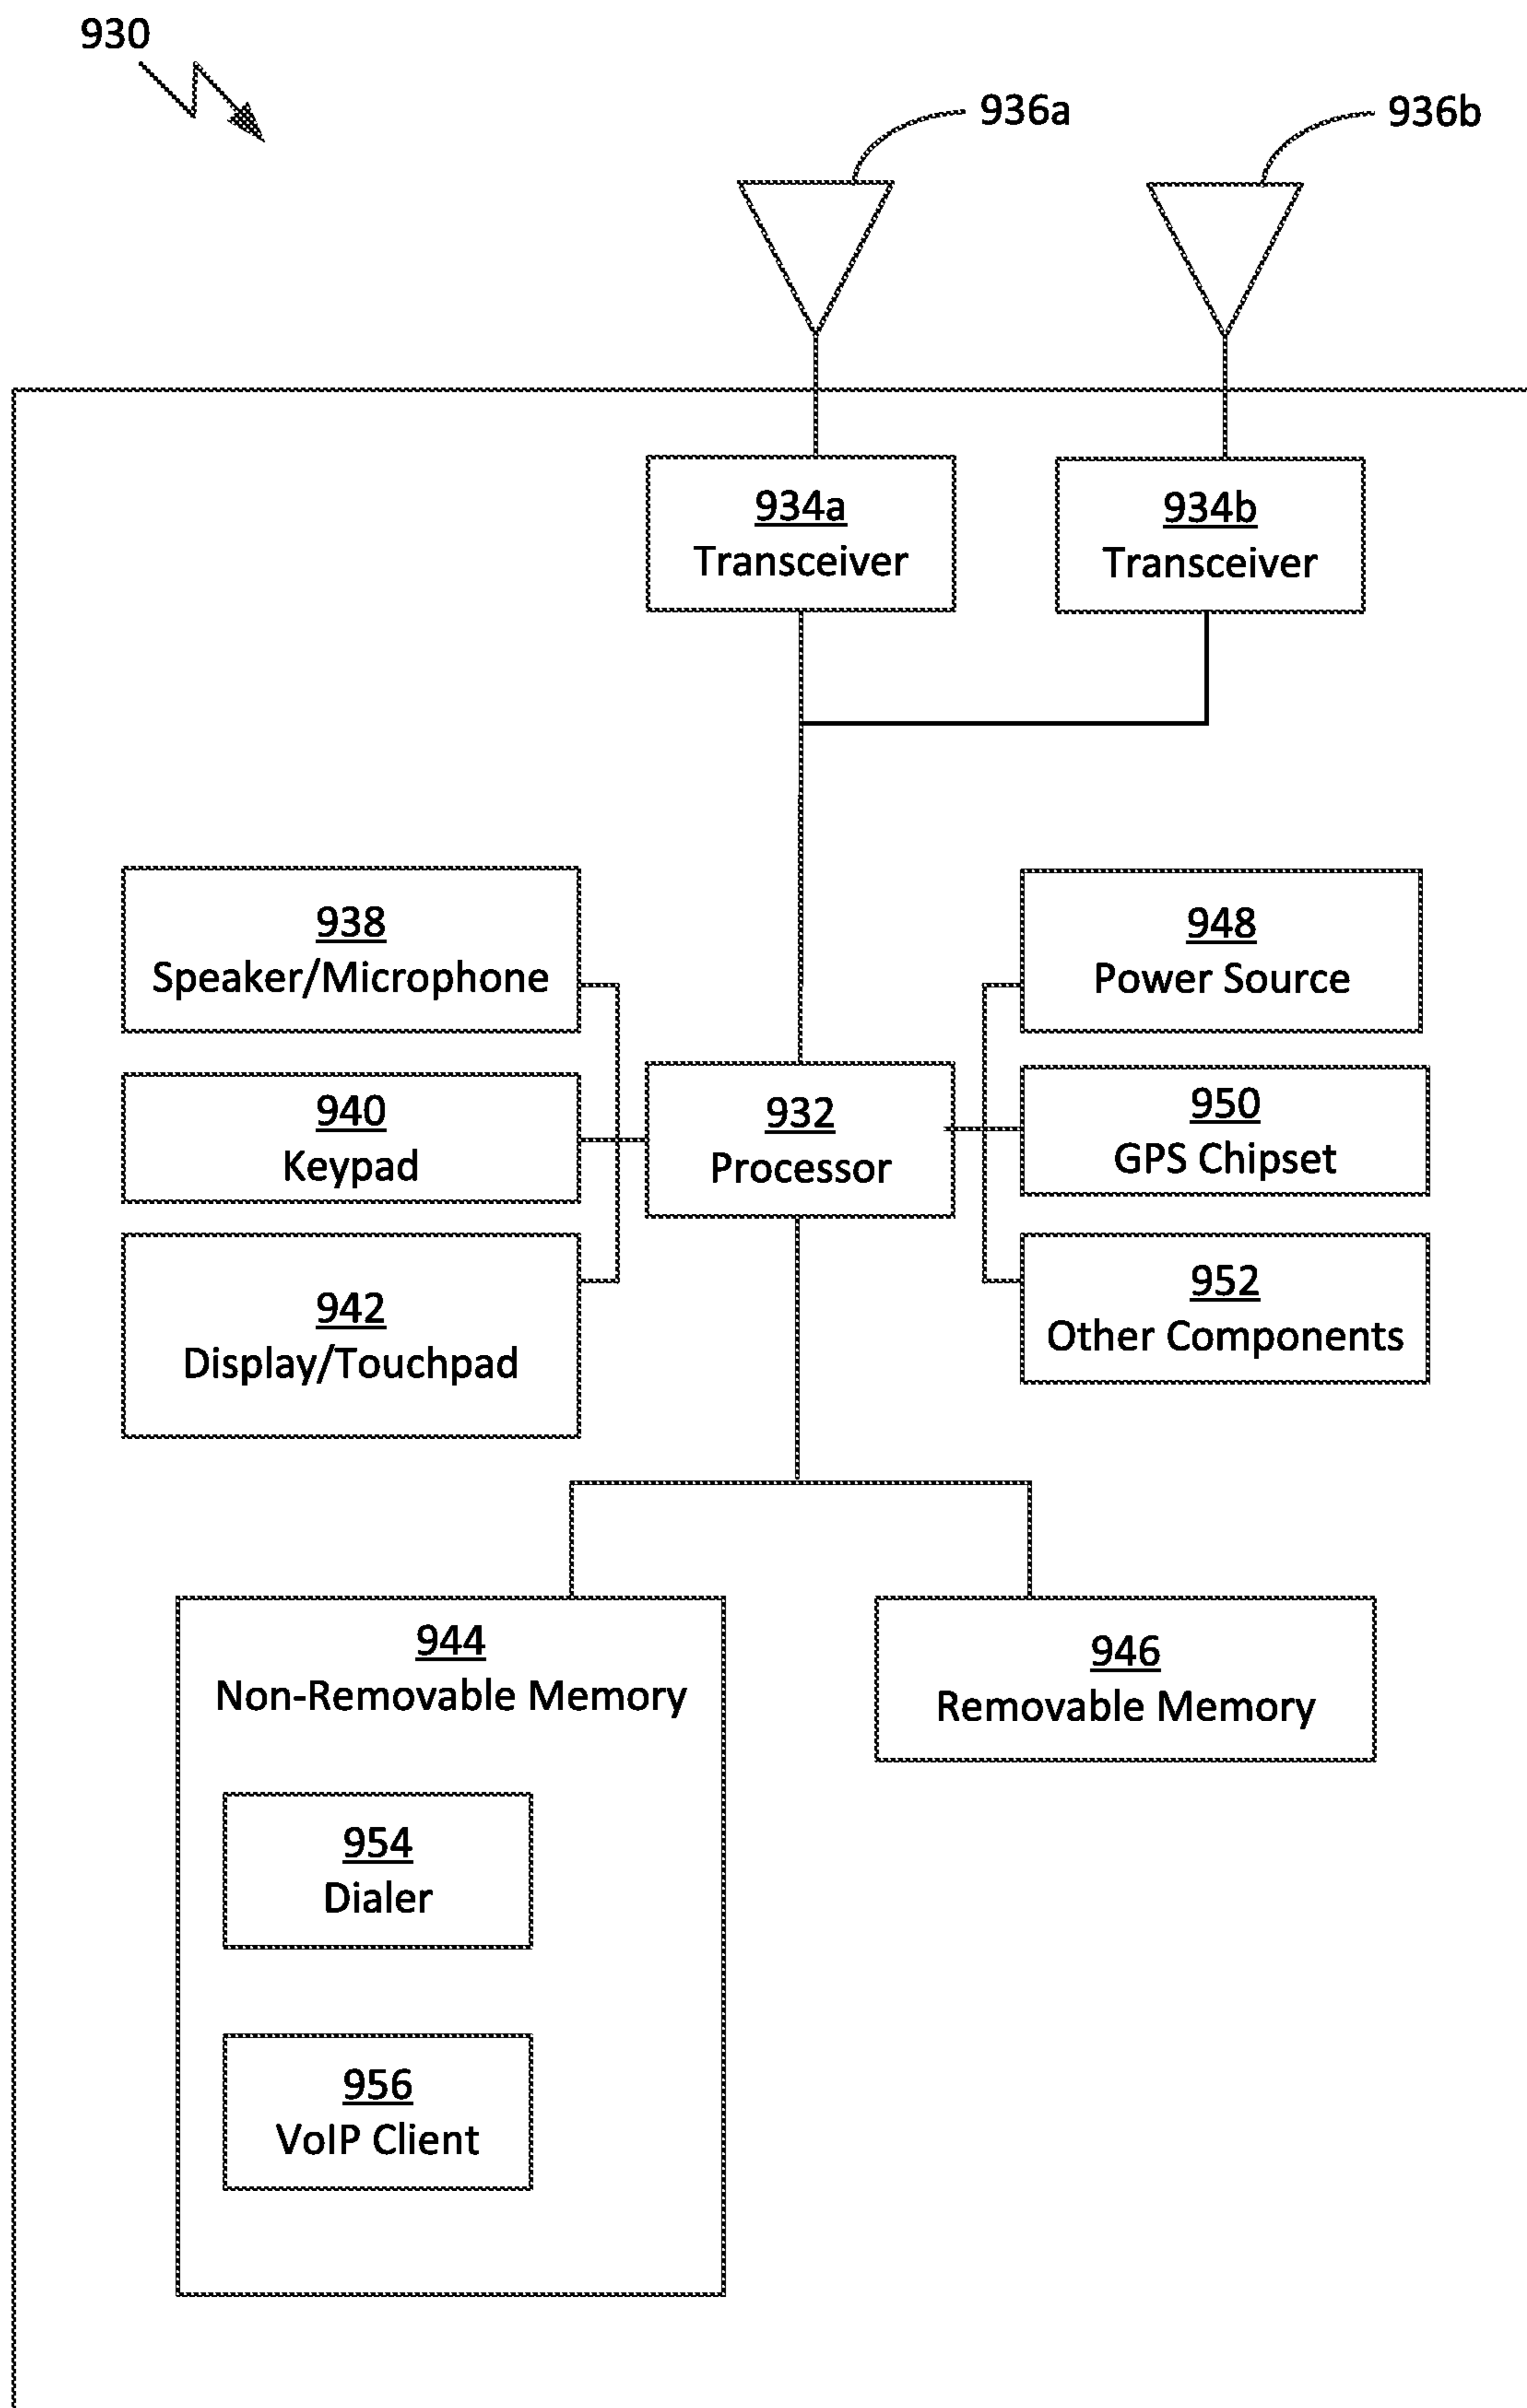 930
936a
936b
934a
Transceiver
934b
Transceiver
938
Speaker/Microphone
948
Power Source
940
Keypad
932
Processor
950
GPS Chipset
942
Display/Touchpad
952
Other Components
944
Non-Removable Memory
946
Removable Memory
954
Dialer
956
VoIP Client